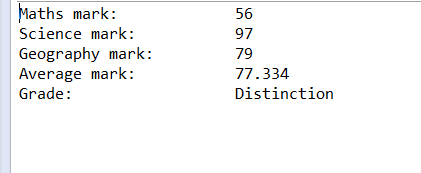 Maths mark: 56
Science mark: 97
Geography mark: 79
Average mark: 77.334
Grade: Distinction